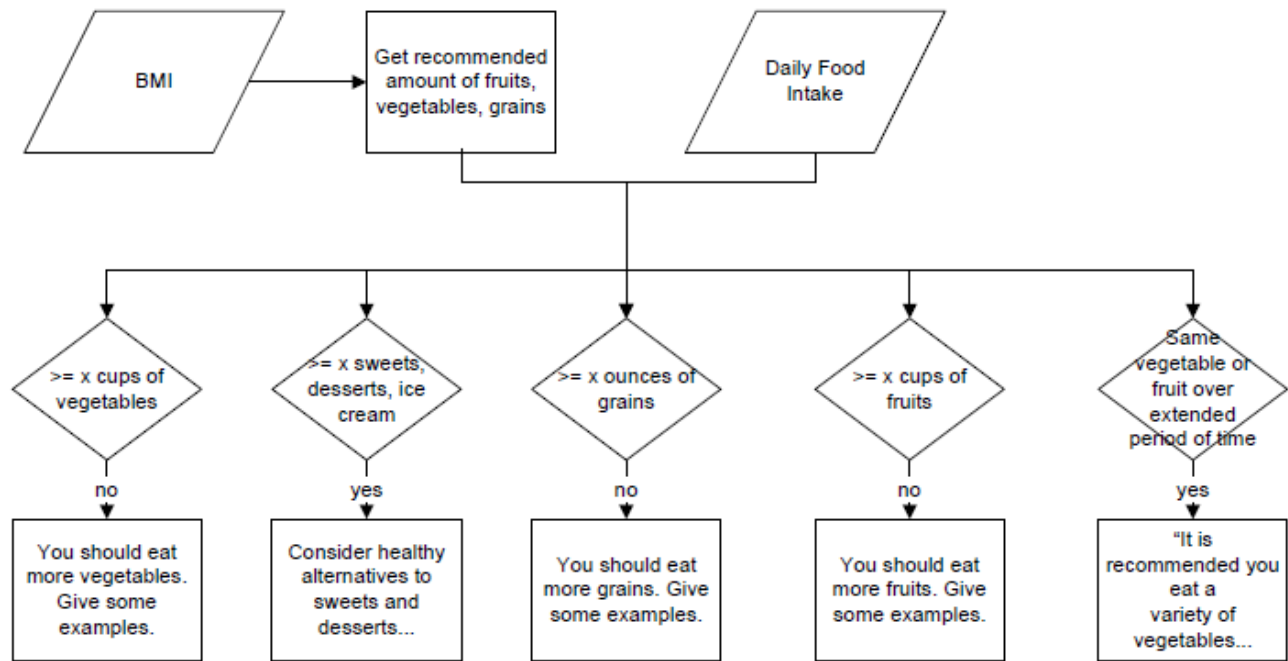 BMI
Get recommended
amount of fruits,
vegetables, grains
Daily Food
Intake
>= x cups of
vegetables
>= x sweets,
desserts, ice
cream
>= x ounces of
grains
>= x cups of
fruits
Same
vegetable or
fruit over
extended
period of time
no
yes
no
no
yes
You should eat
more vegetables.
Give some
examples.
Consider healthy
alternatives to
sweets and
desserts...
You should eat
more grains. Give
some examples.
You should eat
more fruits. Give
some examples.
“It is
recommended you
eat a
variety of
vegetables...